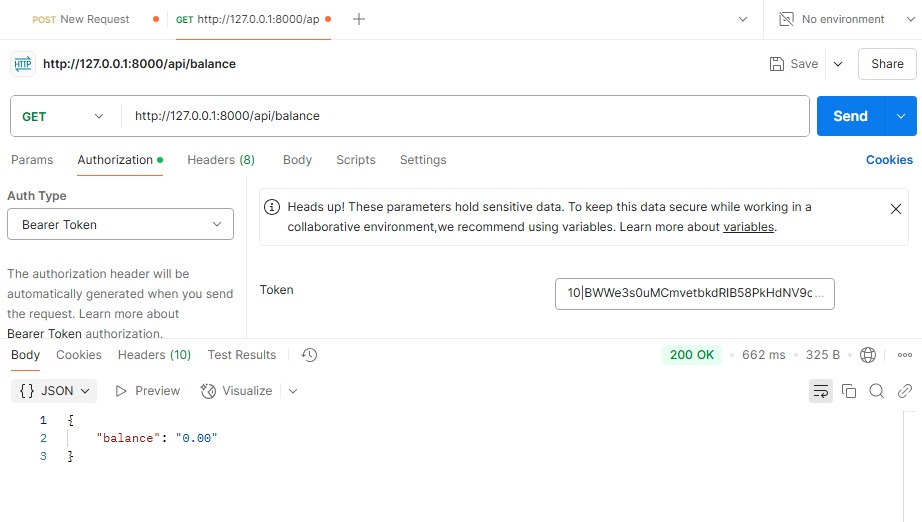 POST New Request GET http://127.0.0.1:8000/ap No environment
HTTP http://127.0.0.1:8000/api/balance Save Share
GET http://127.0.0.1:8000/api/balance Send
Params Authorization Headers (8) Body Scripts Settings Cookies
Auth Type
Bearer Token
The authorization header will be
automatically generated when you send
the request. Learn more about
Bearer Token authorization.
Heads up! These parameters hold sensitive data. To keep this data secure while working in a
collaborative environment,we recommend using variables. Learn more about variables.
Token 10|BWWe3s0uMCmvetbkdRIB58PkHdNV9c...
Body Cookies Headers (10) Test Results 200 OK • 662 ms • 325 B
{} JSON Preview Visualize
1 {
2 "balance": "0.00"
3 }